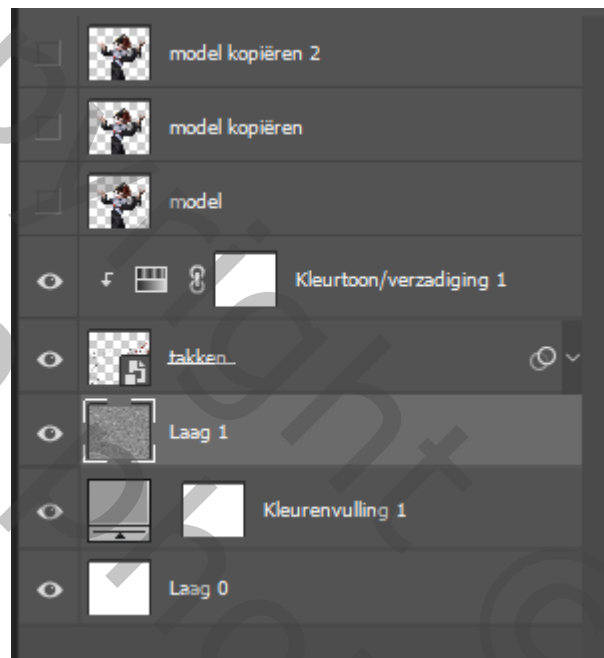 model kopiëren 2
model kopiëren
model
Kleurtoon/verzadiging 1
takken
Laag 1
Kleurenvulling 1
Laag 0